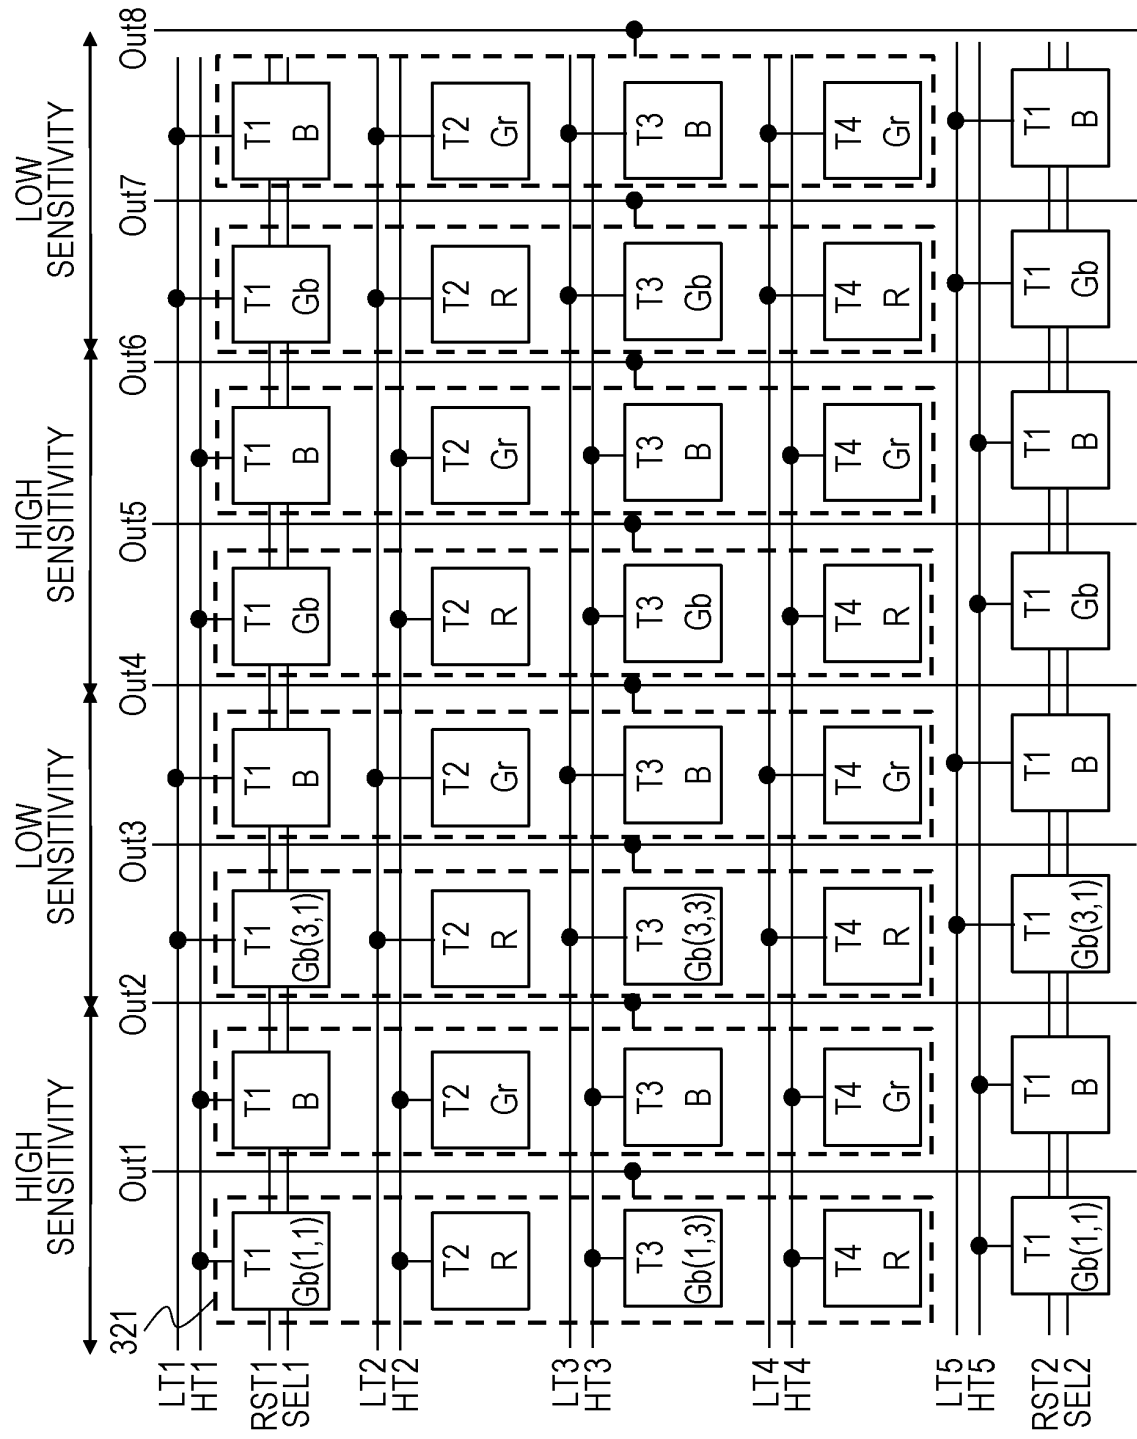 HIGH
SENSITIVITY
LOW
SENSITIVITY
HIGH
SENSITIVITY
LOW
SENSITIVITY
321
Out1
Out2
Out3
Out4
Out5
Out6
Out7
Out8
LT1
HT1
RST1
SEL1
T1
Gb(1,1)
T1
B
T1
Gb(3,1)
T1
B
T1
Gb
T1
B
T1
Gb
T1
B
LT2
HT2
T2
R
T2
Gr
T2
R
T2
Gr
T2
R
T2
Gr
T2
R
T2
Gr
LT3
HT3
T3
Gb(1,3)
T3
B
T3
Gb(3,3)
T3
B
T3
Gb
T3
B
T3
Gb
T3
B
LT4
HT4
T4
R
T4
Gr
T4
R
T4
Gr
T4
R
T4
Gr
T4
R
T4
Gr
LT5
HT5
RST2
SEL2
T1
Gb(1,1)
T1
B
T1
Gb(3,1)
T1
B
T1
Gb
T1
B
T1
Gb
T1
B